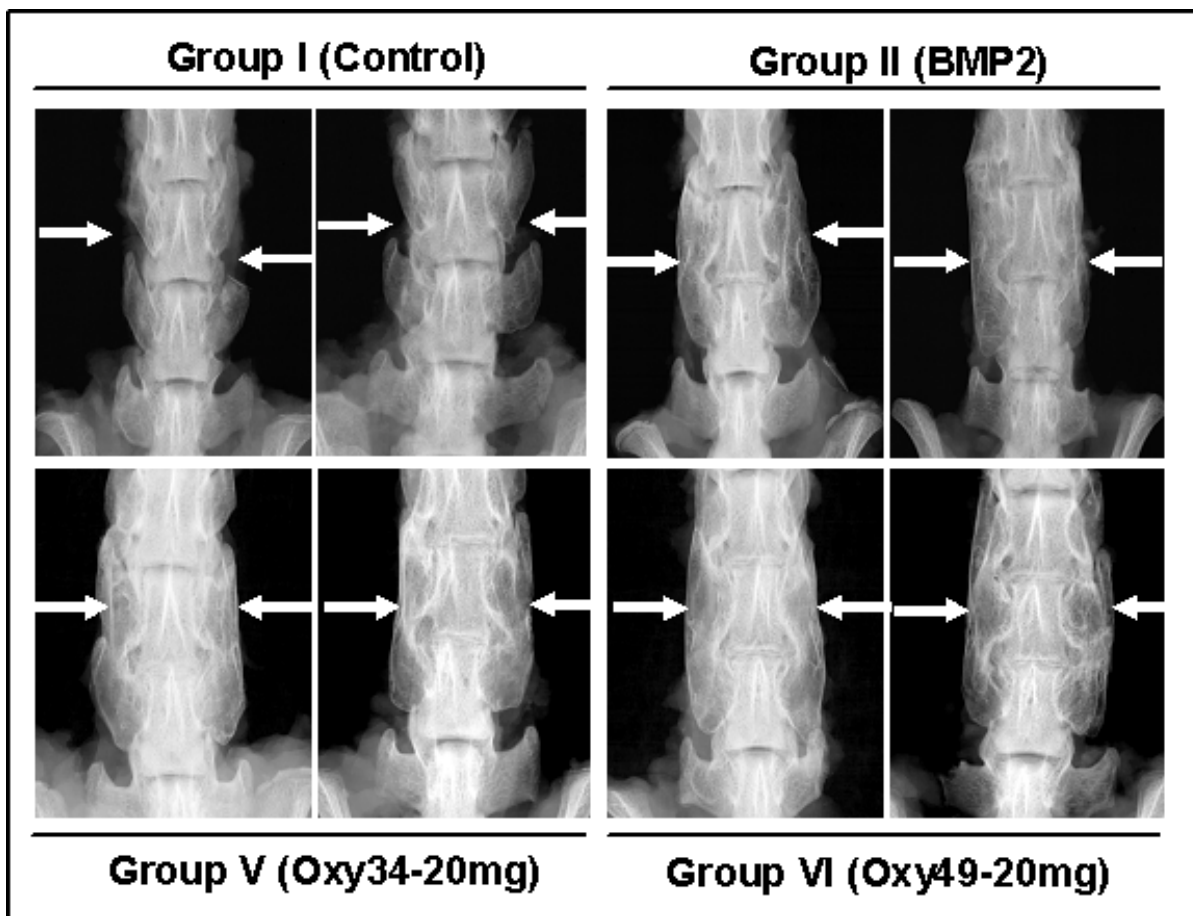 Group I (Control)
Group II (BMP2)
Group V (Oxy34-20mg)
Group VI (Oxy49-20mg)